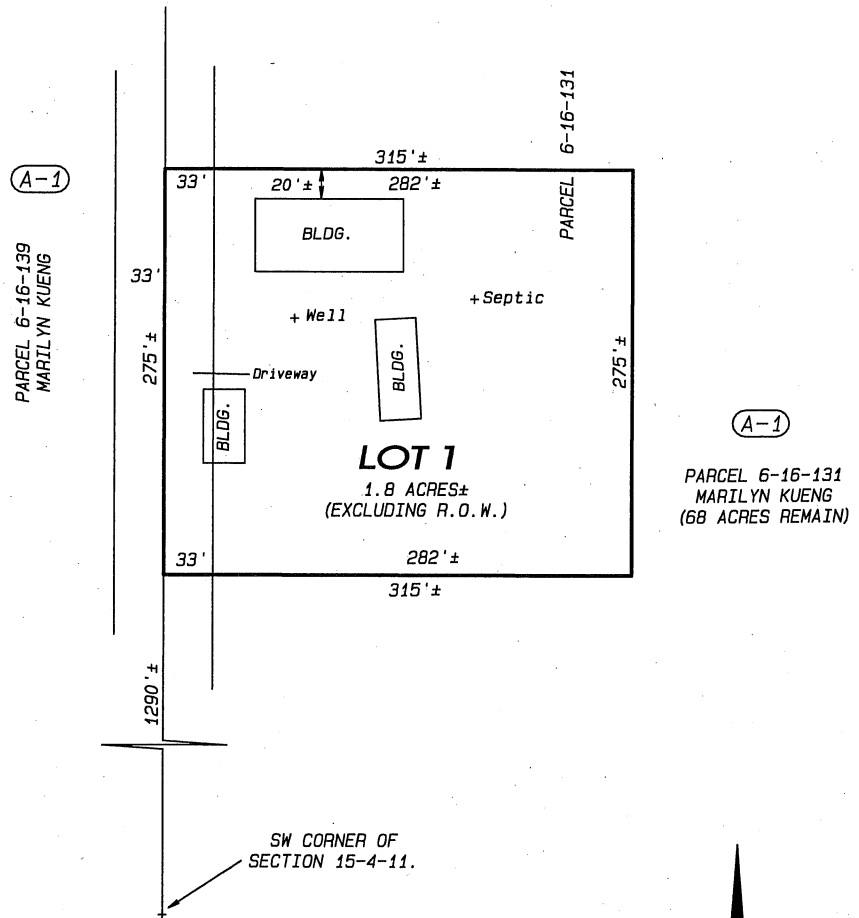 PARCEL 6-16-131
315'±
A-1
33'
20'±
282'±
BLDG.
PARCEL 6-16-139
MARILYN KUENG
33'
+ Septic
+ Well
275'±
275'±
Driveway
BLDG.
BLDG.
A-1
LOT 1
1.8 ACRES±
(EXCLUDING R.O.W.)
PARCEL 6-16-131
MARILYN KUENG
(68 ACRES REMAIN)
33'
282'±
315'±
1290'±
SW CORNER OF
SECTION 15-4-11.